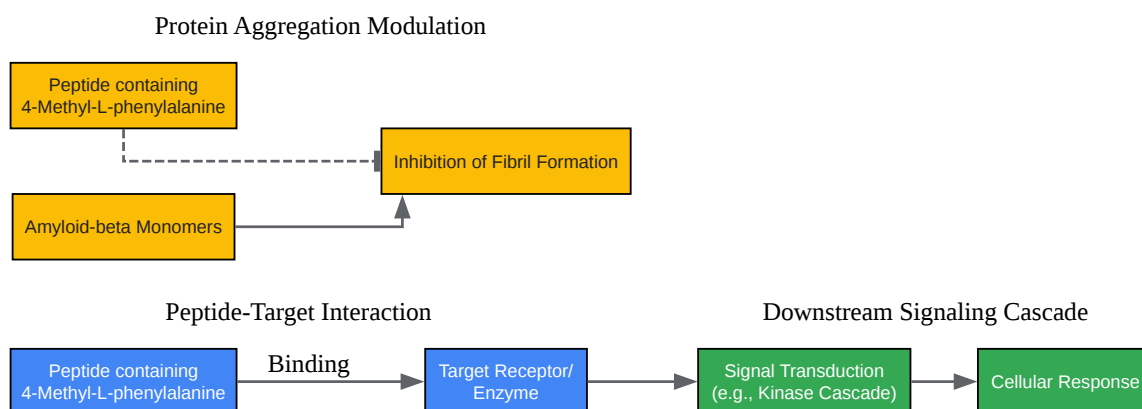 Protein Aggregation Modulation
Peptide containing
4-Methyl-L-phenylalanine
Inhibition of Fibril Formation
Amyloid-beta Monomers
Peptide-Target Interaction
Downstream Signaling Cascade
Peptide containing
4-Methyl-L-phenylalanine
Binding
Target Receptor/
Enzyme
Signal Transduction
(e.g., Kinase Cascade)
Cellular Response